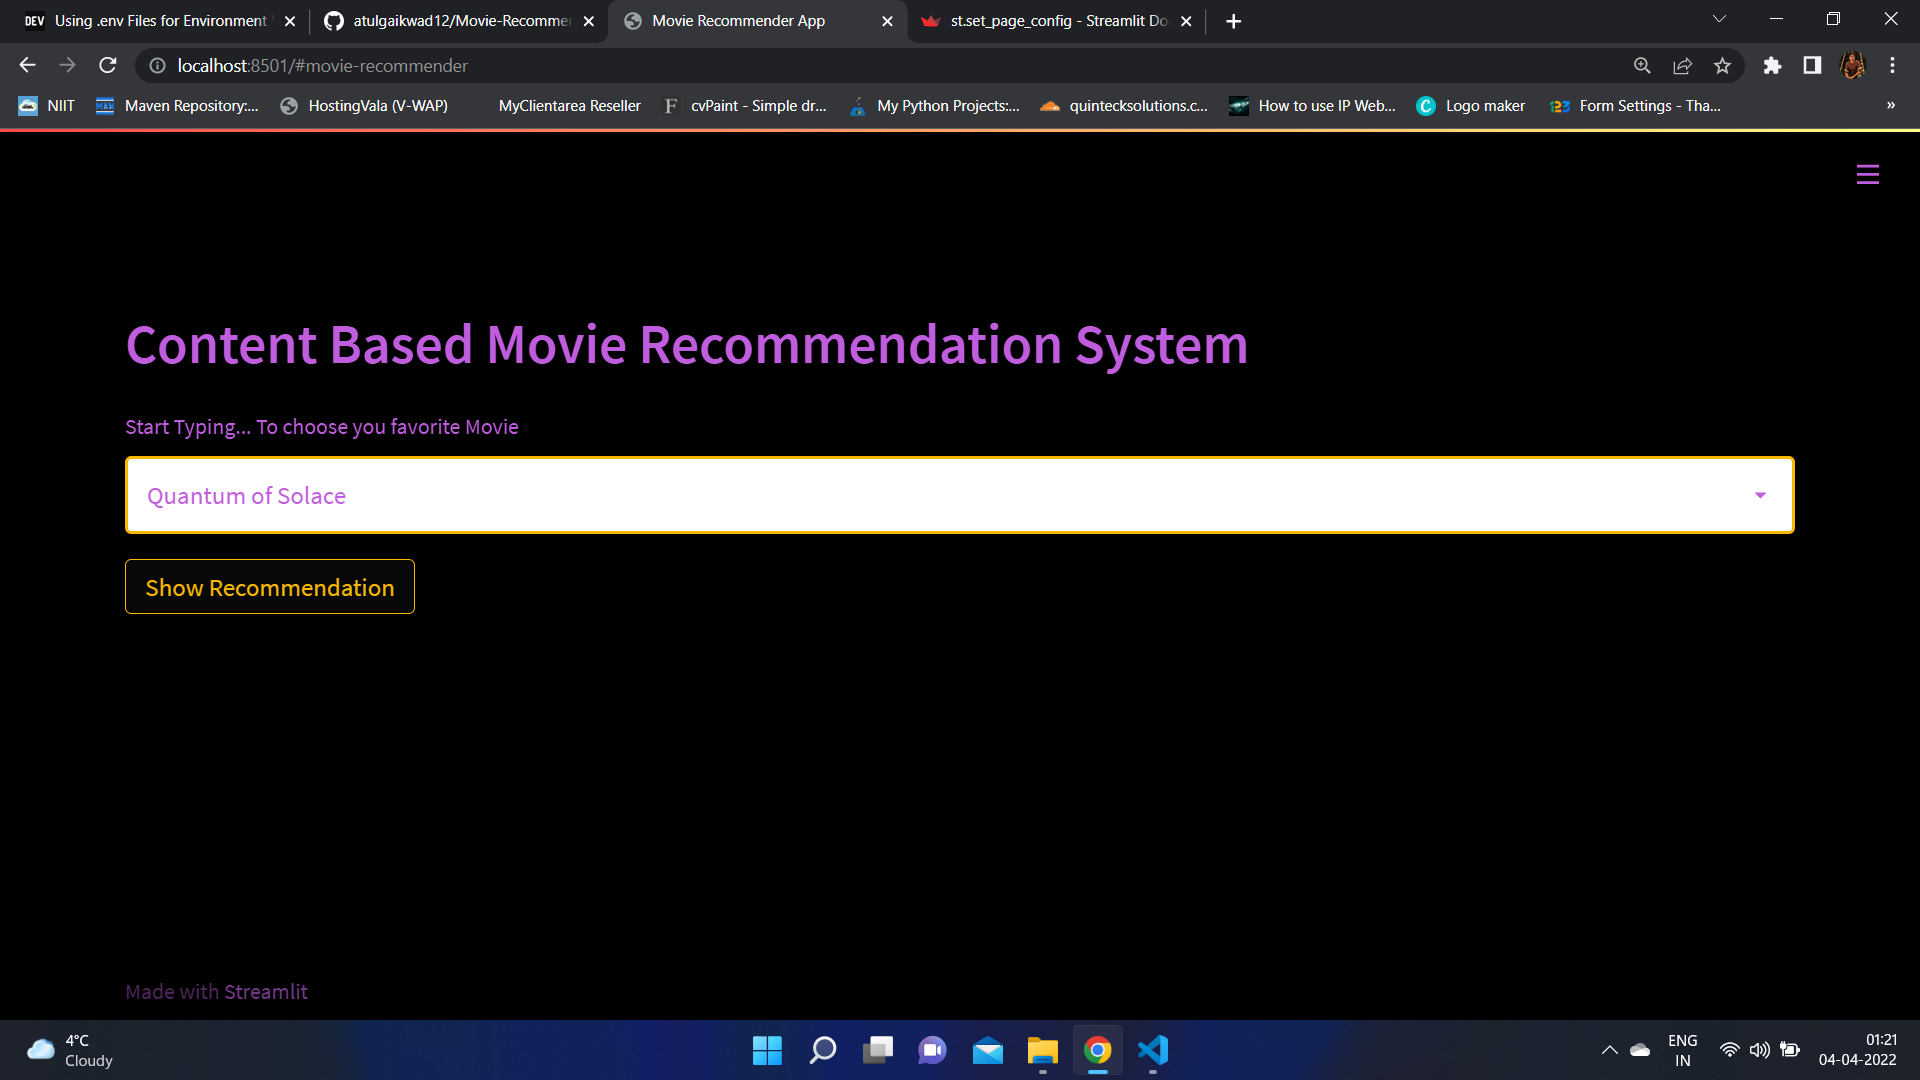 DEV Using .env Files for Environment
atulgaikwad12/Movie-Recommen
Movie Recommender App
st.set_page_config - Streamlit Do
localhost:8501/#movie-recommender
NIIT
Maven Repository:...
HostingVala (V-WAP)
MyClientarea Reseller
F cvPaint - Simple dr...
My Python Projects:...
quintecksolutions.c...
How to use IP Web...
C Logo maker
123 Form Settings - Tha...
»
Content Based Movie Recommendation System
Start Typing... To choose you favorite Movie
Quantum of Solace
Show Recommendation
Made with Streamlit
4°C
Cloudy
ENG
IN
01:21
04-04-2022